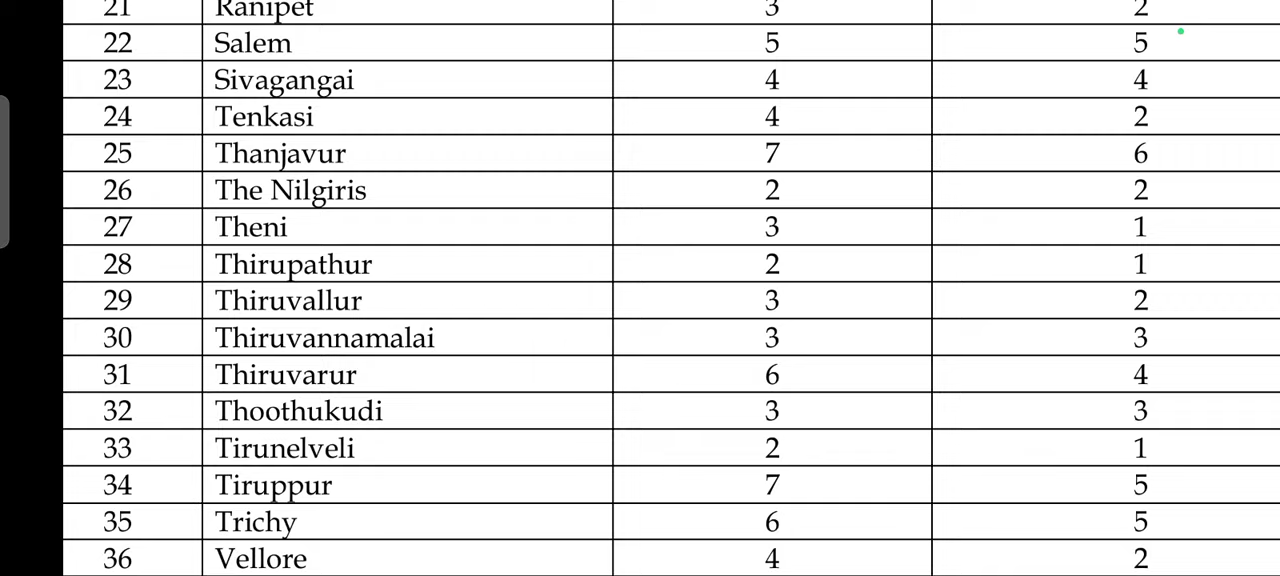 21 Ranipet 3 2
22 Salem 5 5
23 Sivagangai 4 4
24 Tenkasi 4 2
25 Thanjavur 7 6
26 The Nilgiris 2 2
27 Theni 3 1
28 Thirupathur 2 1
29 Thiruvallur 3 2
30 Thiruvannamalai 3 3
31 Thiruvarur 6 4
32 Thoothukudi 3 3
33 Tirunelveli 2 1
34 Tiruppur 7 5
35 Trichy 6 5
36 Vellore 4 2